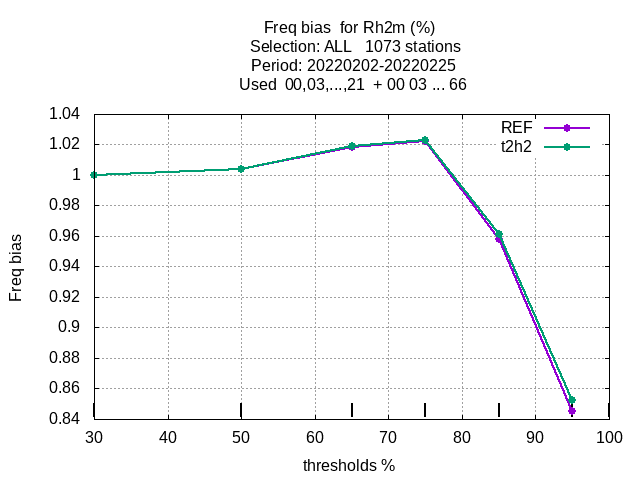 Freq bias  for Rh2m (%)
Selection: ALL   1073 stations
Period: 20220202-20220225
Used  00,03,...,21  + 00 03 ... 66
REF
t2h2
1.04
1.02
1
0.98
0.96
0.94
0.92
0.9
0.88
0.86
0.84
Freq bias
30 40 50 60 70 80 90 100
thresholds %